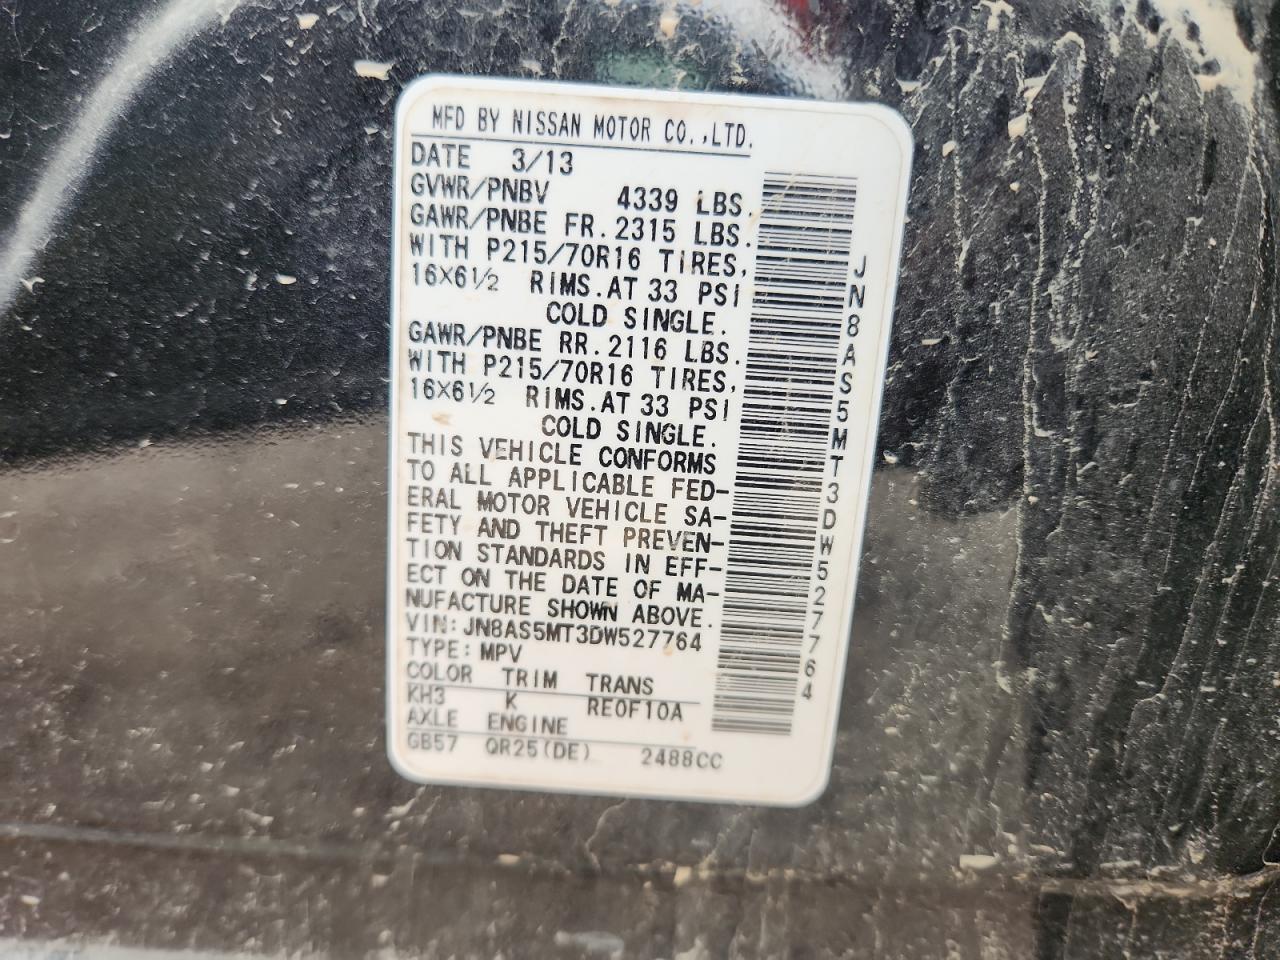 MFD BY NISSAN MOTOR CO.,LTD.
DATE 3/13
GVWR/PNBV 4339 LBS.
GAWR/PNBE FR. 2315 LBS.
WITH P215/70R16 TIRES,
16X6½ RIMS.AT 33 PSI
COLD SINGLE.
GAWR/PNBE RR. 2116 LBS.
WITH P215/70R16 TIRES,
16X6½ RIMS.AT 33 PSI
COLD SINGLE.
THIS VEHICLE CONFORMS
TO ALL APPLICABLE FED-
ERAL MOTOR VEHICLE SA-
FETY AND THEFT PREVEN-
TION STANDARDS IN EFF-
ECT ON THE DATE OF MA-
NUFACTURE SHOWN ABOVE.
VIN: JN8AS5MT3DW527764
TYPE: MPV
COLOR TRIM TRANS
KH3 K RE0F10A
AXLE ENGINE
GB57 QR25(DE) 2488CC
JN8AS5MT3DW527764